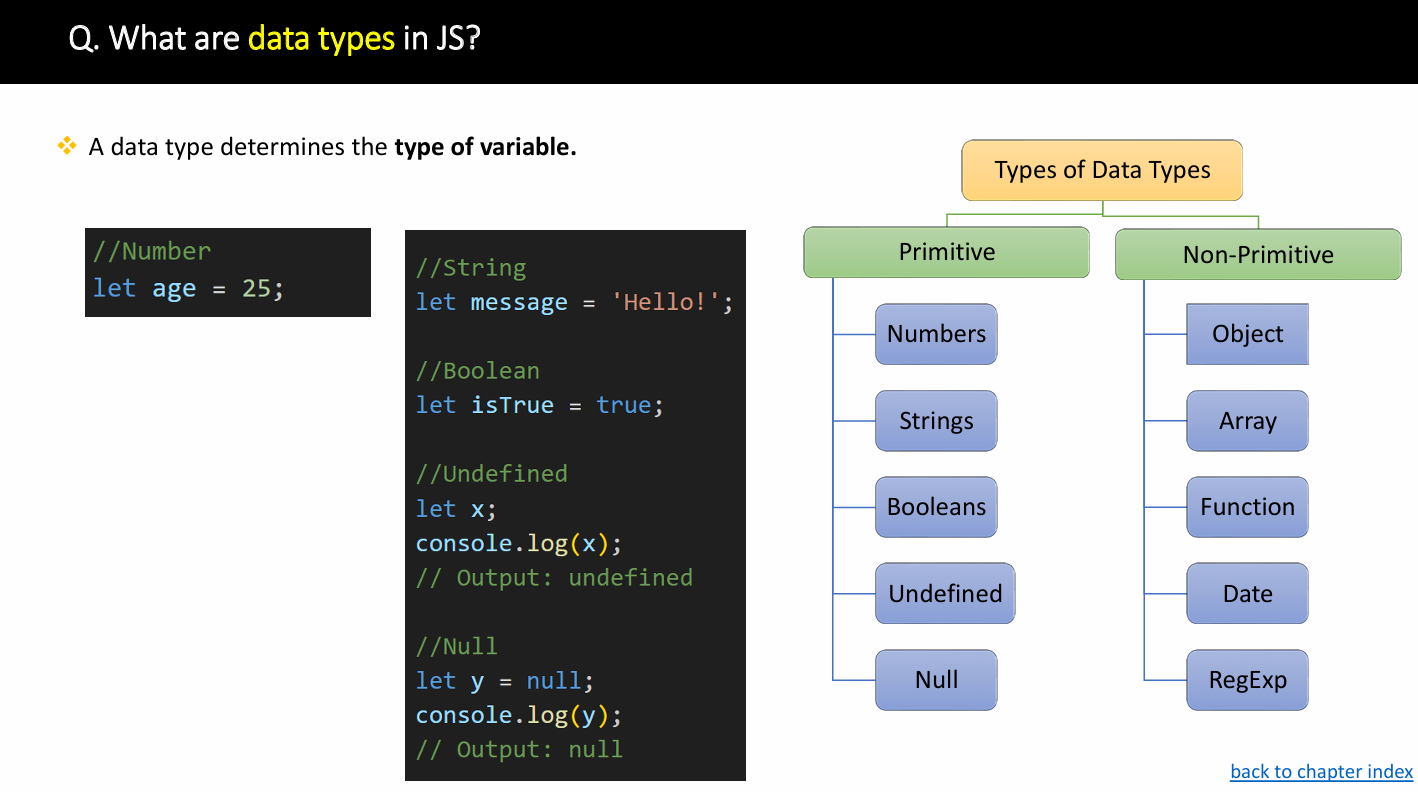 Q. What are data types in JS?
A data type determines the type of variable.
//Number
let age = 25;
//String
let message = 'Hello!';
//Boolean
let isTrue = true;
//Undefined
let x;
console.log(x);
// Output: undefined
//Null
let y = null;
console.log(y);
// Output: null
Types of Data Types
Primitive
Numbers
Strings
Booleans
Undefined
Null
Non-Primitive
Object
Array
Function
Date
RegExp
back to chapter index